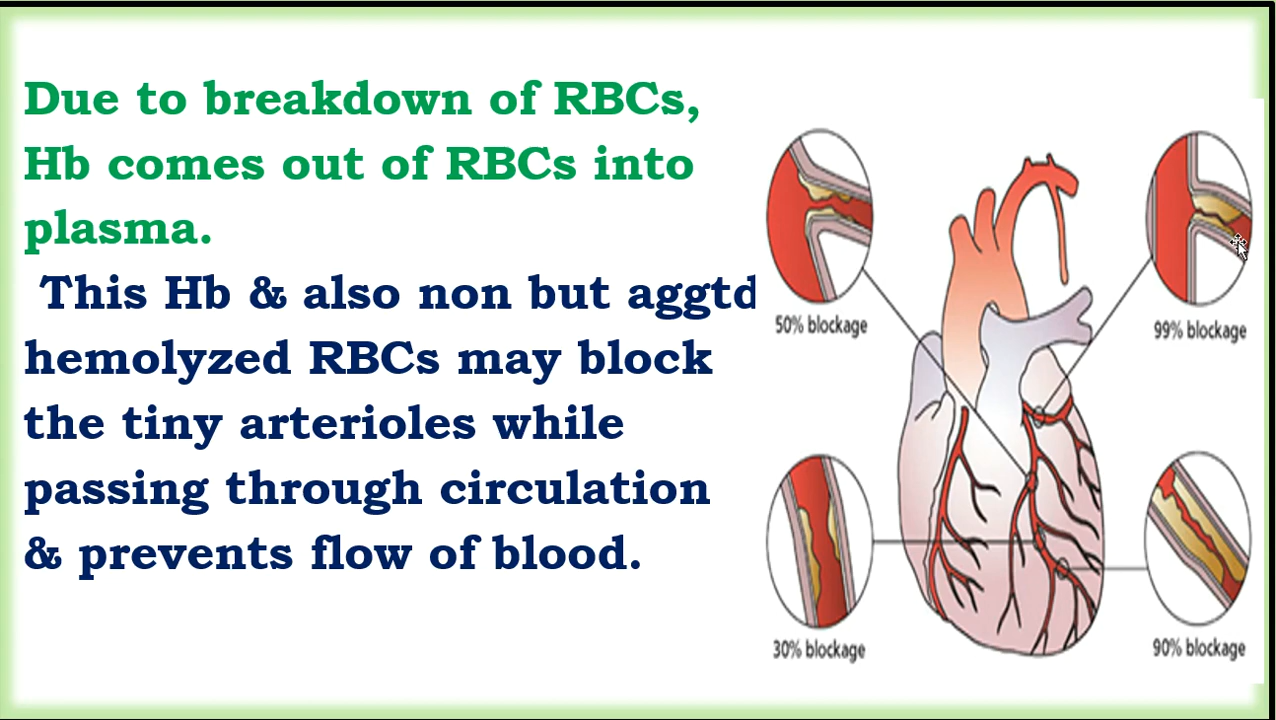 Due to breakdown of RBCs,
Hb comes out of RBCs into
plasma.
This Hb & also non but aggtd
hemolyzed RBCs may block
the tiny arterioles while
passing through circulation
& prevents flow of blood.
50% blockage
99% blockage
30% blockage
90% blockage